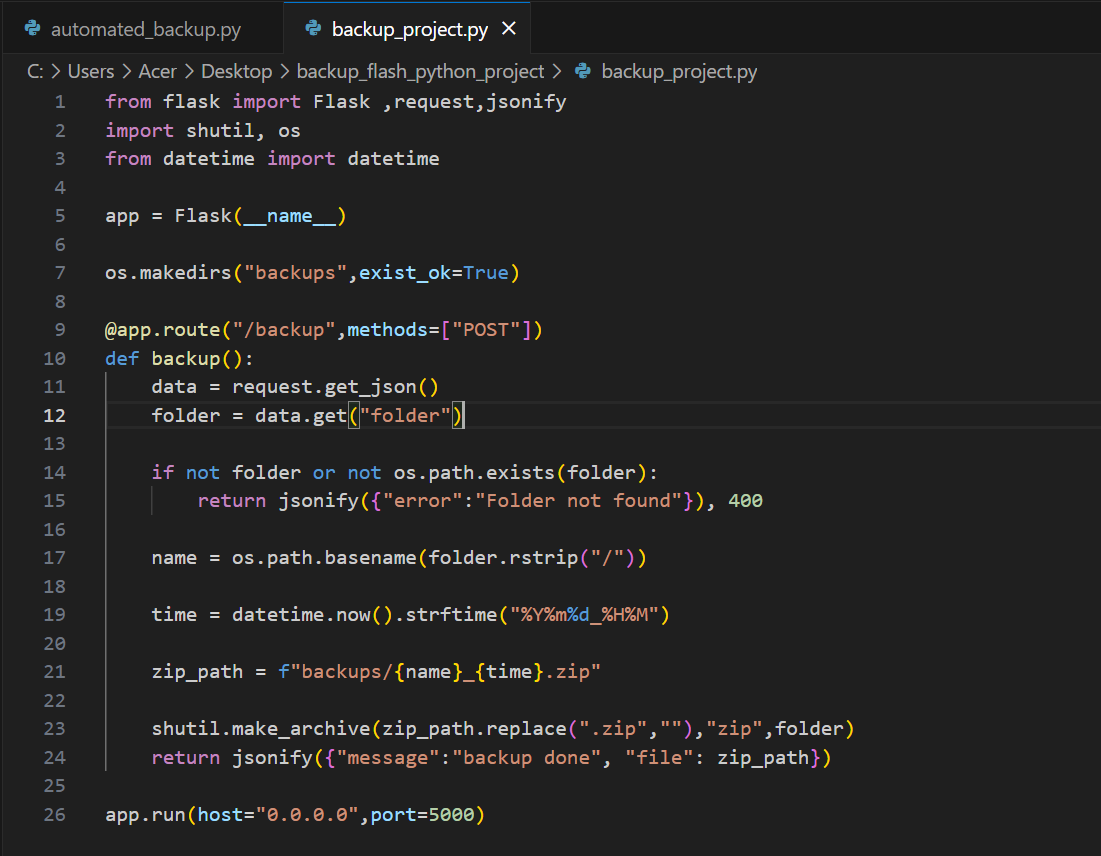 automated_backup.py
backup_project.py
C: > Users > Acer > Desktop > backup_flash_python_project > backup_project.py
1 from flask import Flask ,request,jsonify
2 import shutil, os
3 from datetime import datetime
4
5 app = Flask(__name__)
6
7 os.makedirs("backups",exist_ok=True)
8
9 @app.route("/backup",methods=["POST"])
10 def backup():
11     data = request.get_json()
12     folder = data.get("folder")
13
14     if not folder or not os.path.exists(folder):
15         return jsonify({"error":"Folder not found"}), 400
16
17     name = os.path.basename(folder.rstrip("/"))
18
19     time = datetime.now().strftime("%Y%m%d_%H%M")
20
21     zip_path = f"backups/{name}_{time}.zip"
22
23     shutil.make_archive(zip_path.replace(".zip",""),"zip",folder)
24     return jsonify({"message":"backup done", "file": zip_path})
25
26 app.run(host="0.0.0.0",port=5000)